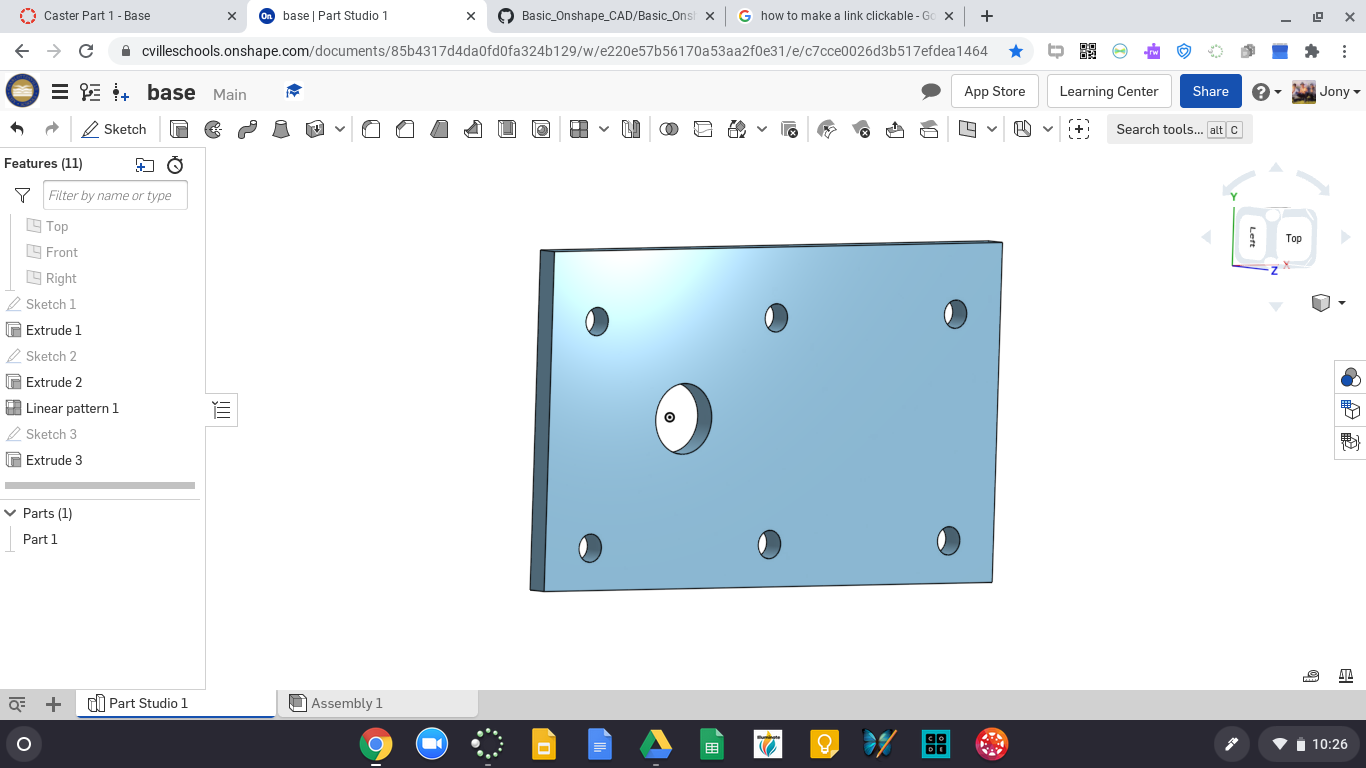 Caster Part 1 - Base
On
base | Part Studio 1
Basic_Onshape_CAD/Basic_Ons
how to make a link clickable - Go
cvilleschools.onshape.com/documents/85b4317d4da0fd0fa324b129/w/e220e57b56170a53aa2f0e31/e/c7cce0026d3b517efdea1464
base
Main
App Store
Learning Center
Share
Jony
Sketch
Search tools... alt C
Features (11)
Filter by name or type
Top
Front
Right
Sketch 1
Extrude 1
Sketch 2
Extrude 2
Linear pattern 1
Sketch 3
Extrude 3
Parts (1)
Part 1
Y
Left
Top
X
Z
Part Studio 1
Assembly 1
CODE
10:26